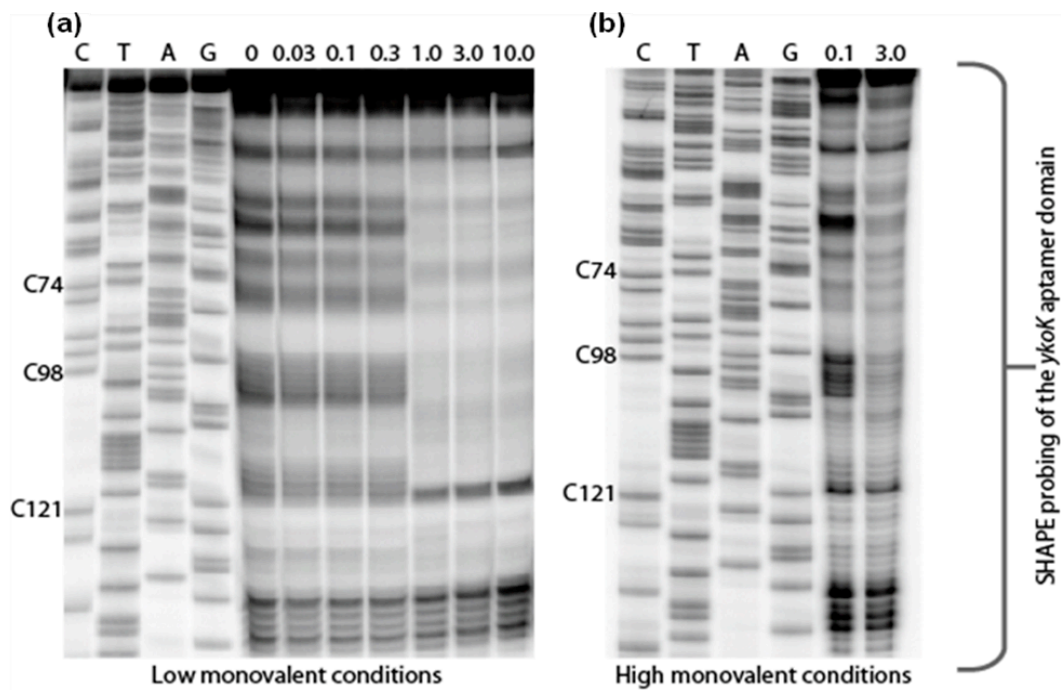 (a)
C T A G 0 0.03 0.1 0.3 1.0 3.0 10.0
C74
C98
C121
Low monovalent conditions
(b)
C T A G 0.1 3.0
C74
C98
C121
High monovalent conditions
SHAPE probing of the ykoK aptamer domain